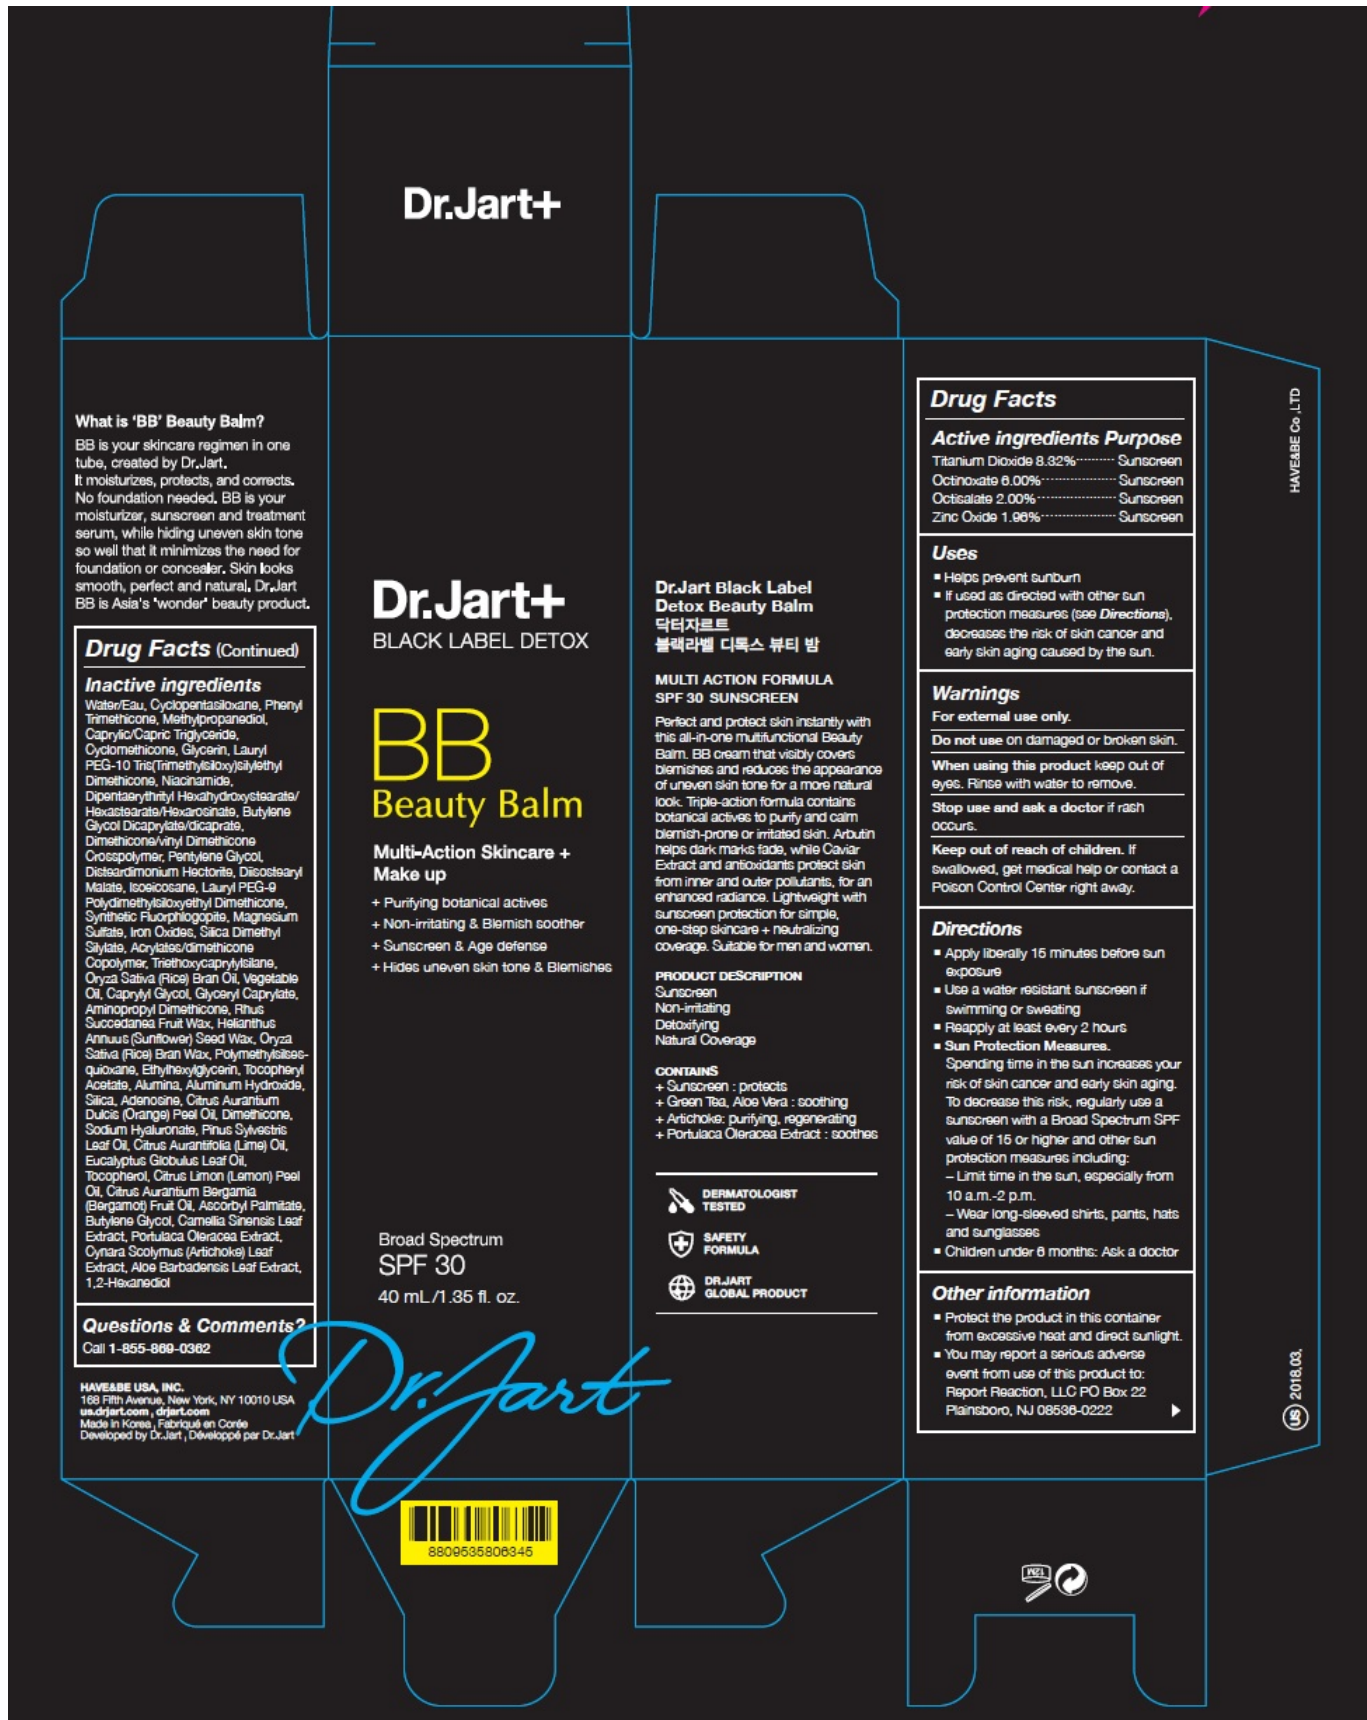 Dr.Jart+
What is ‘BB’ Beauty Balm?
BB is your skincare regimen in one
tube, created by Dr.Jart.
It moisturizes, protects, and corrects.
No foundation needed. BB is your
moisturizer, sunscreen and treatment
serum, while hiding uneven skin tone
so well that it minimizes the need for
foundation or concealer. Skin looks
smooth, perfect and natural. Dr.Jart
BB is Asia's "wonder" beauty product.
Drug Facts (Continued)
Inactive ingredients
Water/Eau, Cyclopentasiloxane, Phenyl
Trimethicone, Methylpropanediol,
Caprylic/Capric Triglyceride,
Cyclomethicone, Glycerin, Lauryl
PEG-10 Tris(Trimethylsiloxy)silylethyl
Dimethicone, Niacinamide,
Dipentaerythrityl Hexahydroxystearate/
Hexastearate/Hexarosinate, Butylene
Glycol Dicaprylate/dicaprate,
Dimethicone/vinyl Dimethicone
Crosspolymer, Pentylene Glycol,
Disteardimonium Hectorite, Diisostearyl
Malate, Isoeicosane, Lauryl PEG-9
Polydimethylsiloxyethyl Dimethicone,
Synthetic Fluorphlogopite, Magnesium
Sulfate, Iron Oxides, Silica Dimethyl
Silylate, Acrylates/dimethicone
Copolymer, Triethoxycaprylylsilane,
Oryza Sativa (Rice) Bran Oil, Vegetable
Oil, Caprylyl Glycol, Glyceryl Caprylate,
Aminopropyl Dimethicone, Rhus
Succedanea Fruit Wax, Helianthus
Annuus (Sunflower) Seed Wax, Oryza
Sativa (Rice) Bran Wax, Polymethylsilses-
quioxane, Ethylhexylglycerin, Tocopheryl
Acetate, Alumina, Aluminum Hydroxide,
Silica, Adenosine, Citrus Aurantium
Dulcis (Orange) Peel Oil, Dimethicone,
Sodium Hyaluronate, Pinus Sylvestris
Leaf Oil, Citrus Aurantifolia (Lime) Oil,
Eucalyptus Globulus Leaf Oil,
Tocopherol, Citrus Limon (Lemon) Peel
Oil, Citrus Aurantium Bergamia
(Bergamot) Fruit Oil, Ascorbyl Palmitate,
Butylene Glycol, Camellia Sinensis Leaf
Extract, Portulaca Oleracea Extract,
Cynara Scolymus (Artichoke) Leaf
Extract, Aloe Barbadensis Leaf Extract,
1,2-Hexanediol
Questions & Comments?
Call 1-855-869-0362
HAVE&BE USA, INC.
168 Fifth Avenue, New York, NY 10010 USA
us.drjart.com , drjart.com
Made in Korea , Fabriqué en Corée
Developed by Dr.Jart , Développé par Dr.Jart
Dr.Jart+
BLACK LABEL DETOX
BB
Beauty Balm
Multi-Action Skincare +
Make up
+ Purifying botanical actives
+ Non-irritating & Blemish soother
+ Sunscreen & Age defense
+ Hides uneven skin tone & Blemishes
Broad Spectrum
SPF 30
40 mL/1.35 fl. oz.
Dr.Jart
8809535806345
Dr.Jart Black Label
Detox Beauty Balm
닥터자르트
블랙라벨 디톡스 뷰티 밤
MULTI ACTION FORMULA
SPF 30 SUNSCREEN
Perfect and protect skin instantly with
this all-in-one multifunctional Beauty
Balm. BB cream that visibly covers
blemishes and reduces the appearance
of uneven skin tone for a more natural
look. Triple-action formula contains
botanical actives to purify and calm
blemish-prone or irritated skin. Arbutin
helps dark marks fade, while Caviar
Extract and antioxidants protect skin
from inner and outer pollutants, for an
enhanced radiance. Lightweight with
sunscreen protection for simple,
one-step skincare + neutralizing
coverage. Suitable for men and women.
PRODUCT DESCRIPTION
Sunscreen
Non-irritating
Detoxifying
Natural Coverage
CONTAINS
+ Sunscreen : protects
+ Green Tea, Aloe Vera : soothing
+ Artichoke: purifying, regenerating
+ Portulaca Oleracea Extract : soothes
DERMATOLOGIST
TESTED
SAFETY
FORMULA
DR.JART
GLOBAL PRODUCT
Drug Facts
Active ingredients Purpose
Titanium Dioxide 8.32%---------- Sunscreen
Octinoxate 6.00%-------------------- Sunscreen
Octisalate 2.00%--------------------- Sunscreen
Zinc Oxide 1.96%-------------------- Sunscreen
Uses
▪ Helps prevent sunburn
▪ If used as directed with other sun
protection measures (see Directions),
decreases the risk of skin cancer and
early skin aging caused by the sun.
Warnings
For external use only.
Do not use on damaged or broken skin.
When using this product keep out of
eyes. Rinse with water to remove.
Stop use and ask a doctor if rash
occurs.
Keep out of reach of children. If
swallowed, get medical help or contact a
Poison Control Center right away.
Directions
▪ Apply liberally 15 minutes before sun
exposure
▪ Use a water resistant sunscreen if
swimming or sweating
▪ Reapply at least every 2 hours
▪ Sun Protection Measures.
Spending time in the sun increases your
risk of skin cancer and early skin aging.
To decrease this risk, regularly use a
sunscreen with a Broad Spectrum SPF
value of 15 or higher and other sun
protection measures including:
– Limit time in the sun, especially from
10 a.m.-2 p.m.
– Wear long-sleeved shirts, pants, hats
and sunglasses
▪ Children under 6 months: Ask a doctor
Other information
▪ Protect the product in this container
from excessive heat and direct sunlight.
▪ You may report a serious adverse
event from use of this product to:
Report Reaction, LLC PO Box 22
Plainsboro, NJ 08536-0222
12M
HAVE&BE Co ,LTD
US 2018.03.